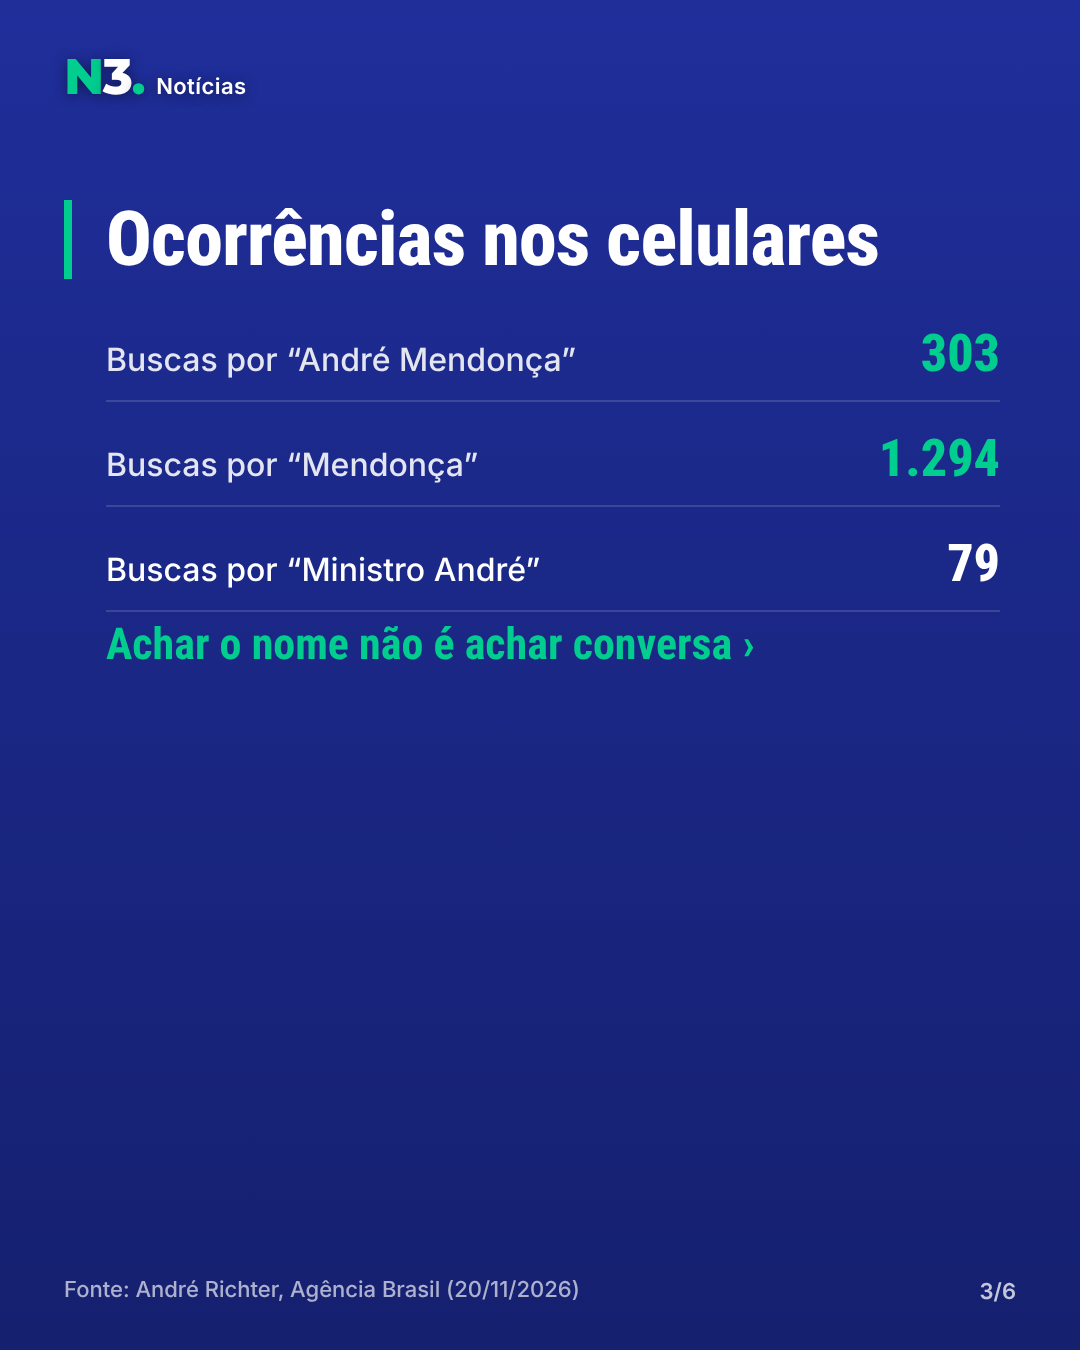 N3. Notícias
Ocorrências nos celulares
Buscas por “André Mendonça” 303
Buscas por “Mendonça” 1.294
Buscas por “Ministro André” 79
Achar o nome não é achar conversa ›
Fonte: André Richter, Agência Brasil (20/11/2026) 3/6